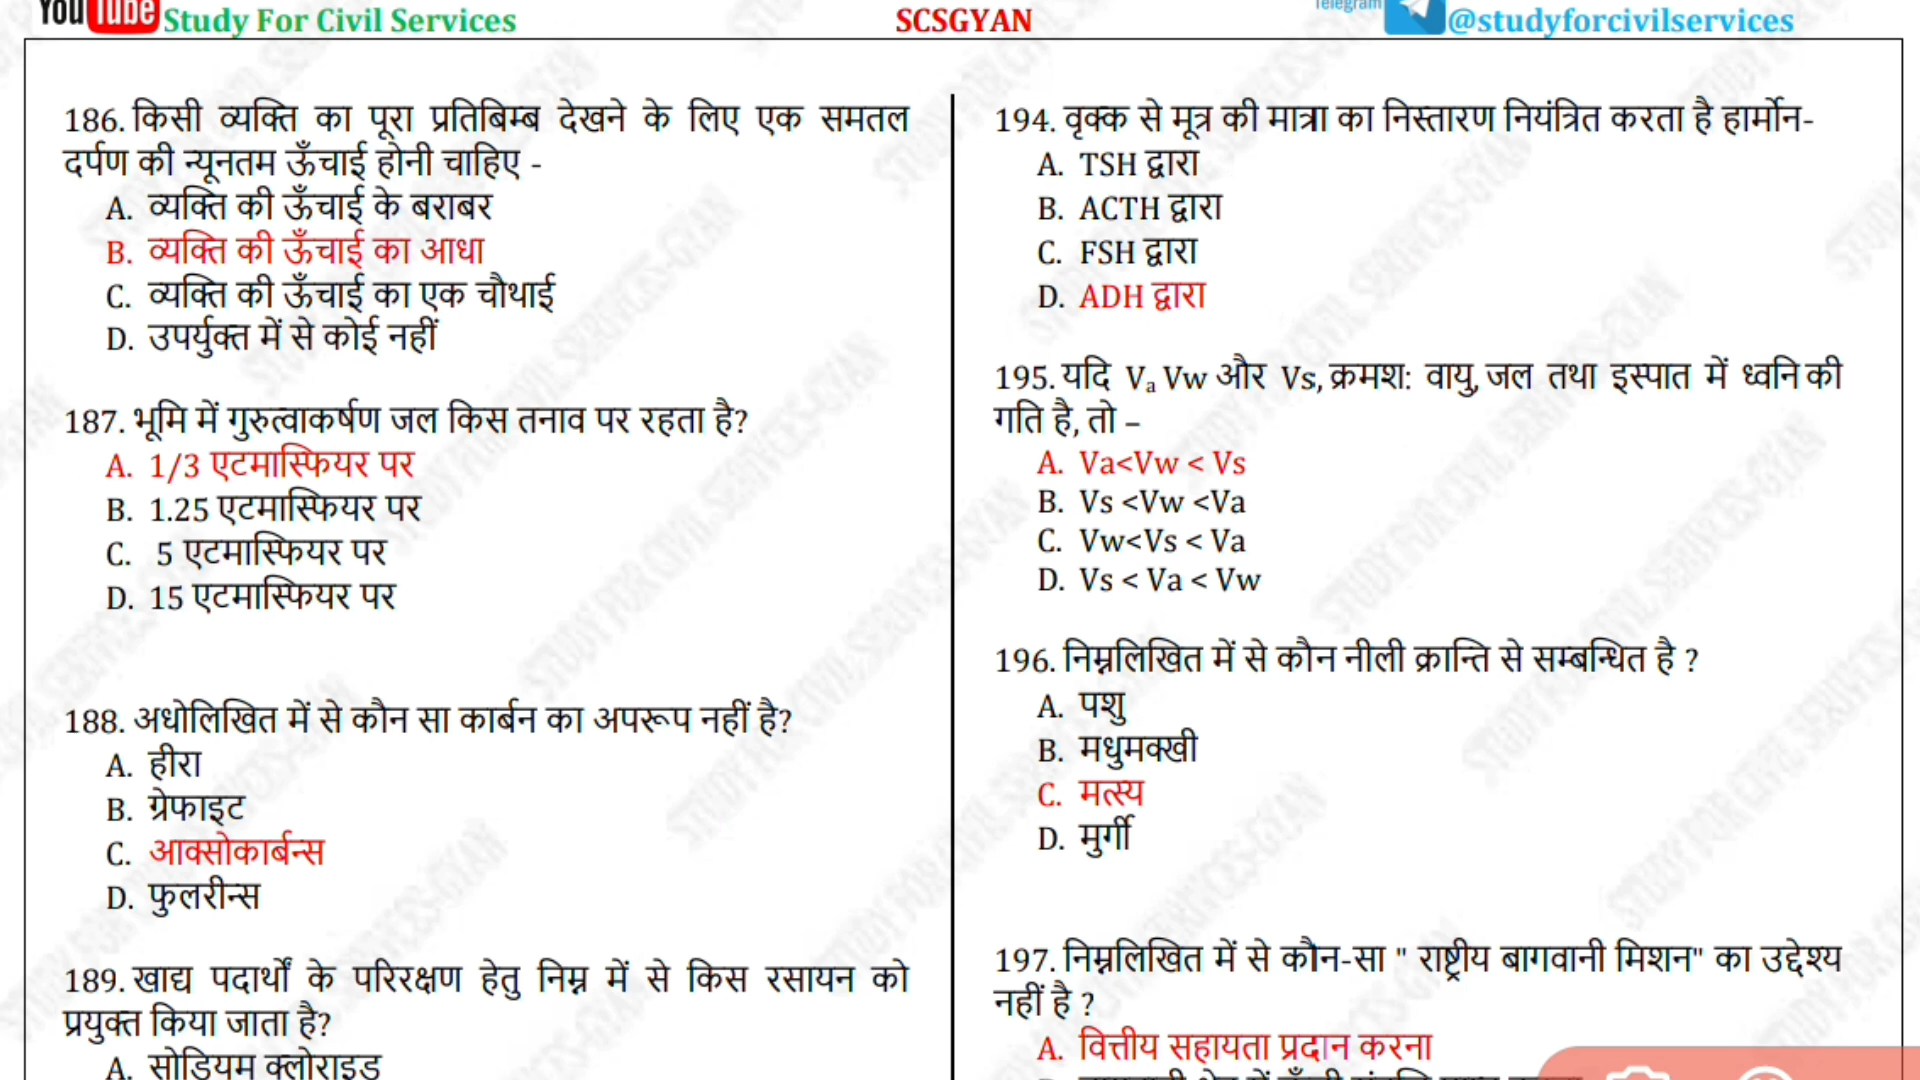 YouTube Study For Civil Services
SCSGYAN
Telegram @studyforcivilservices
186. किसी व्यक्ति का पूरा प्रतिबिम्ब देखने के लिए एक समतल
दर्पण की न्यूनतम ऊँचाई होनी चाहिए -
A. व्यक्ति की ऊँचाई के बराबर
B. व्यक्ति की ऊँचाई का आधा
C. व्यक्ति की ऊँचाई का एक चौथाई
D. उपर्युक्त में से कोई नहीं
187. भूमि में गुरुत्वाकर्षण जल किस तनाव पर रहता है?
A. 1/3 एटमास्फियर पर
B. 1.25 एटमास्फियर पर
C. 5 एटमास्फियर पर
D. 15 एटमास्फियर पर
188. अधोलिखित में से कौन सा कार्बन का अपरूप नहीं है?
A. हीरा
B. ग्रेफाइट
C. आक्सोकार्बन्स
D. फुलरीन्स
189. खाद्य पदार्थों के परिरक्षण हेतु निम्न में से किस रसायन को
प्रयुक्त किया जाता है?
A. सोडियम क्लोराइड
194. वृक्क से मूत्र की मात्रा का निस्तारण नियंत्रित करता है हार्मोन-
A. TSH द्वारा
B. ACTH द्वारा
C. FSH द्वारा
D. ADH द्वारा
195. यदि Vₐ Vw और Vs, क्रमश: वायु, जल तथा इस्पात में ध्वनि की
गति है, तो –
A. Va<Vw < Vs
B. Vs <Vw <Va
C. Vw<Vs < Va
D. Vs < Va < Vw
196. निम्नलिखित में से कौन नीली क्रान्ति से सम्बन्धित है ?
A. पशु
B. मधुमक्खी
C. मत्स्य
D. मुर्गी
197. निम्नलिखित में से कौन-सा " राष्ट्रीय बागवानी मिशन" का उद्देश्य
नहीं है ?
A. वित्तीय सहायता प्रदान करना